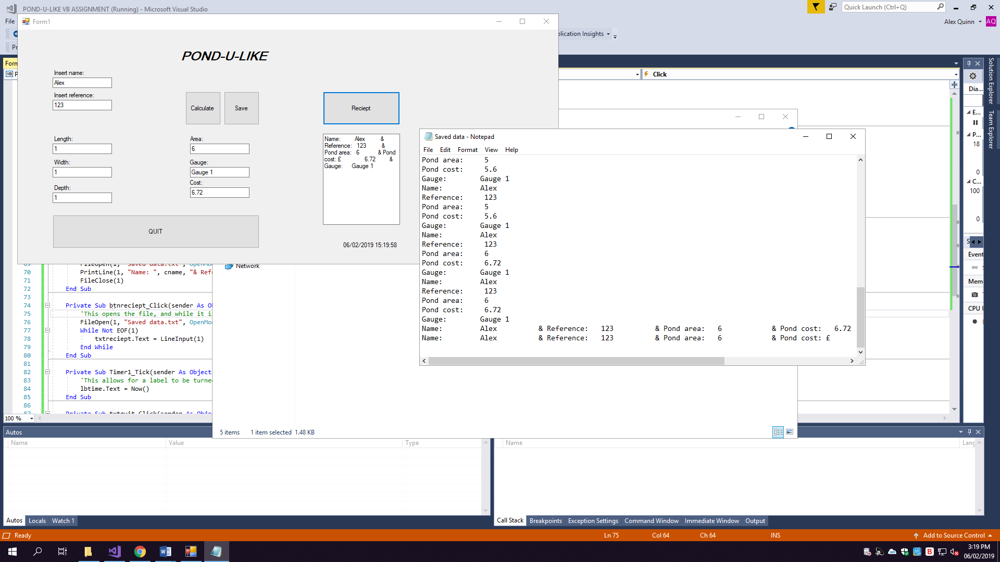 POND-U-LIKE VB ASSIGNMENT (Running) - Microsoft Visual Studio
Quick Launch (Ctrl+Q)
File
Alex Quinn
AQ
Form1
plication Insights
Pr
POND-U-LIKE
Form
Insert name:
Alex
Insert reference:
123
Calculate
Save
Reciept
Length:
1
Width:
1
Depth:
1
Area:
6
Gauge:
Gauge 1
Cost:
6.72
Name: Alex &
Reference: 123 &
Pond area: 6 & Pond
cost: £ 6.72 &
Gauge: Gauge 1
QUIT
06/02/2019 15:19:58
Click
Solution Explorer
Team Explorer
Dia...
E...
P...
18
0
C...
100
0
S
Event
Mem
CPU U
Saved data - Notepad
File Edit Format View Help
Pond area: 5
Pond cost: 5.6
Gauge: Gauge 1
Name: Alex
Reference: 123
Pond area: 5
Pond cost: 5.6
Gauge: Gauge 1
Name: Alex
Reference: 123
Pond area: 6
Pond cost: 6.72
Gauge: Gauge 1
Name: Alex
Reference: 123
Pond area: 6
Pond cost: 6.72
Gauge: Gauge 1
Name: Alex & Reference: 123 & Pond area: 6 & Pond cost: 6.72
Name: Alex & Reference: 123 & Pond area: 6 & Pond cost: £
Network
69 FileOpen(1, "Saved data.txt", OpenMo
70 PrintLine(1, "Name: ", cname, "& Ref
71 FileClose(1)
72 End Sub
73
74 Private Sub btnreciept_Click(sender As Ob
75 'This opens the file, and while it i
76 FileOpen(1, "Saved data.txt", OpenMo
77 While Not EOF(1)
78 txtreciept.Text = LineInput(1)
79 End While
80 End Sub
81
82 Private Sub Timer1_Tick(sender As Object
83 'This allows for a label to be turne
84 lbtime.Text = Now()
85 End Sub
86
87 Private Sub txtquit_Click(sender As Obje
100 %
5 items 1 item selected 1.48 KB
Autos
Name Value Type
Name Lang
Autos Locals Watch 1
Call Stack Breakpoints Exception Settings Command Window Immediate Window Output
Ready
Ln 75 Col 64 Ch 64 INS
Add to Source Control
3:19 PM
06/02/2019